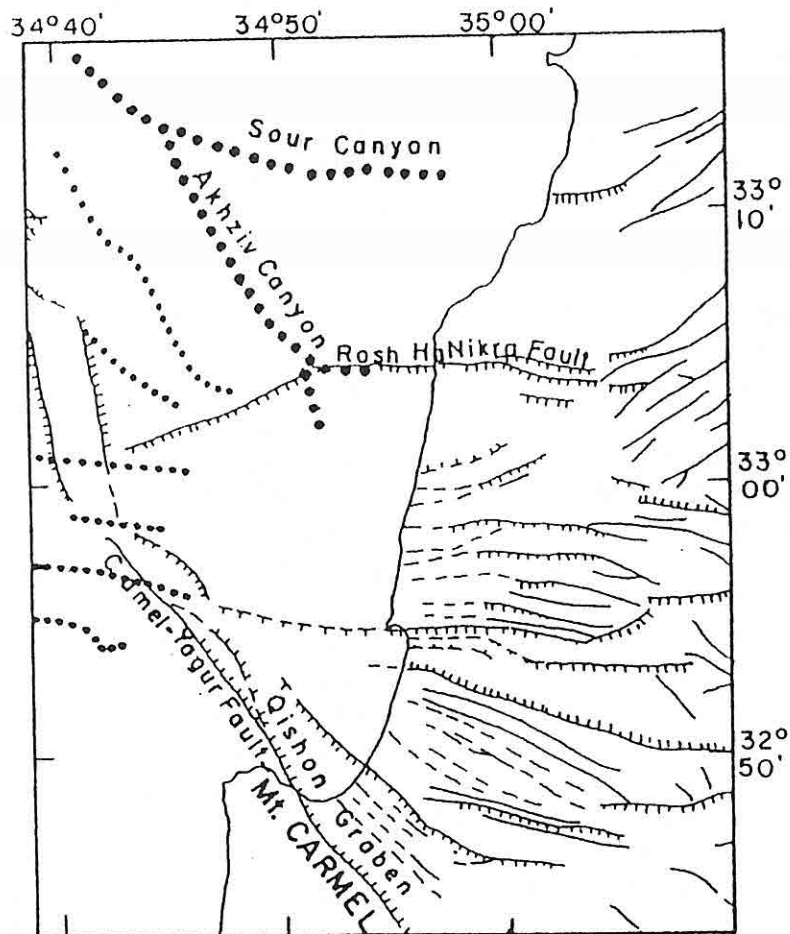 34°40' 34°50' 35°00'
Sour Canyon
33°
10'
Akhziv Canyon
Rosh HaNikra Fault
33°
00'
Carmel-Yagur Fault
Qishon Graben
32°
50'
Mt. CARMEL